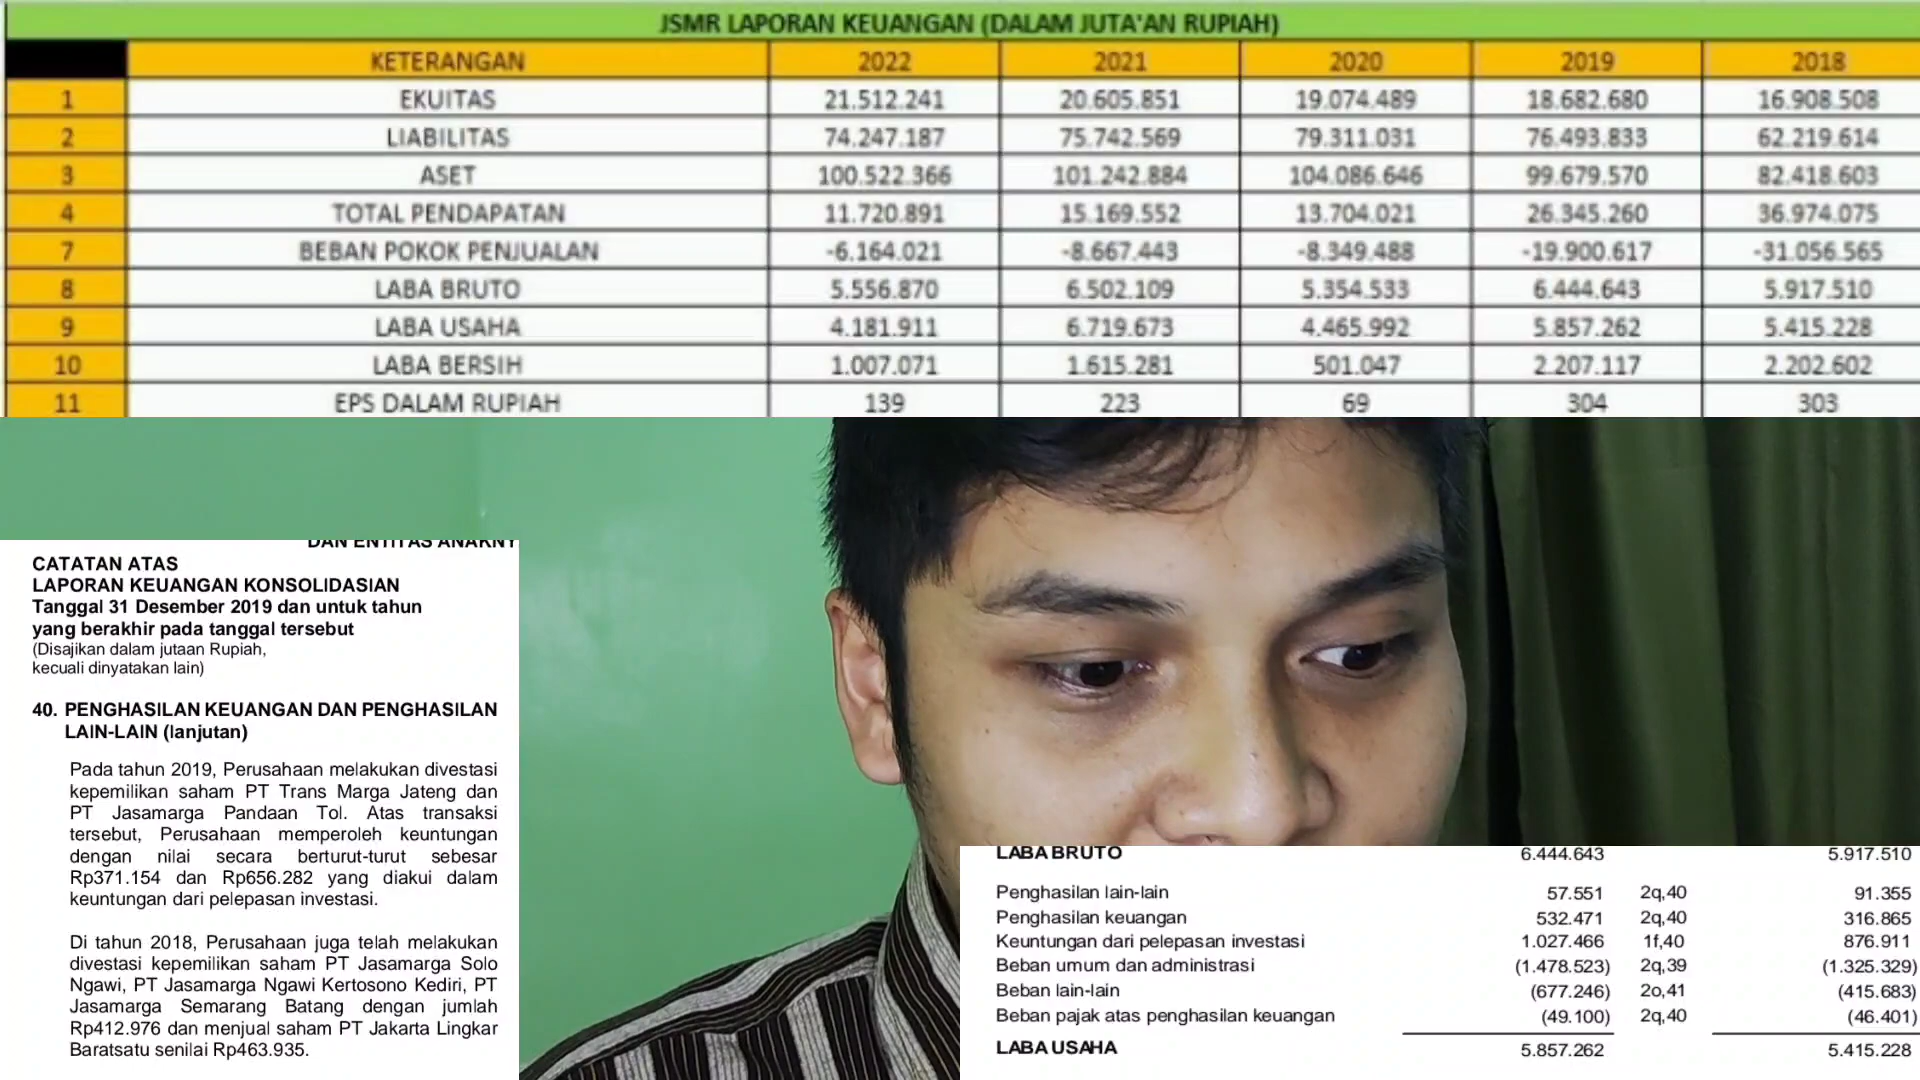 JSMR LAPORAN KEUANGAN (DALAM JUTA'AN RUPIAH)
KETERANGAN 2022 2021 2020 2019 2018
1 EKUITAS 21.512.241 20.605.851 19.074.489 18.682.680 16.908.508
2 LIABILITAS 74.247.187 75.742.569 79.311.031 76.493.833 62.219.614
3 ASET 100.522.366 101.242.884 104.086.646 99.679.570 82.418.603
4 TOTAL PENDAPATAN 11.720.891 15.169.552 13.704.021 26.345.260 36.974.075
7 BEBAN POKOK PENJUALAN -6.164.021 -8.667.443 -8.349.488 -19.900.617 -31.056.565
8 LABA BRUTO 5.556.870 6.502.109 5.354.533 6.444.643 5.917.510
9 LABA USAHA 4.181.911 6.719.673 4.465.992 5.857.262 5.415.228
10 LABA BERSIH 1.007.071 1.615.281 501.047 2.207.117 2.202.602
11 EPS DALAM RUPIAH 139 223 69 304 303
DAN ENTITAS ANAKNY
CATATAN ATAS
LAPORAN KEUANGAN KONSOLIDASIAN
Tanggal 31 Desember 2019 dan untuk tahun
yang berakhir pada tanggal tersebut
(Disajikan dalam jutaan Rupiah,
kecuali dinyatakan lain)
40. PENGHASILAN KEUANGAN DAN PENGHASILAN
LAIN-LAIN (lanjutan)
Pada tahun 2019, Perusahaan melakukan divestasi
kepemilikan saham PT Trans Marga Jateng dan
PT Jasamarga Pandaan Tol. Atas transaksi
tersebut, Perusahaan memperoleh keuntungan
dengan nilai secara berturut-turut sebesar
Rp371.154 dan Rp656.282 yang diakui dalam
keuntungan dari pelepasan investasi.
Di tahun 2018, Perusahaan juga telah melakukan
divestasi kepemilikan saham PT Jasamarga Solo
Ngawi, PT Jasamarga Ngawi Kertosono Kediri, PT
Jasamarga Semarang Batang dengan jumlah
Rp412.976 dan menjual saham PT Jakarta Lingkar
Baratsatu senilai Rp463.935.
LABA BRUTO 6.444.643 5.917.510
Penghasilan lain-lain 57.551 2q,40 91.355
Penghasilan keuangan 532.471 2q,40 316.865
Keuntungan dari pelepasan investasi 1.027.466 1f,40 876.911
Beban umum dan administrasi (1.478.523) 2q,39 (1.325.329)
Beban lain-lain (677.246) 2o,41 (415.683)
Beban pajak atas penghasilan keuangan (49.100) 2q,40 (46.401)
LABA USAHA 5.857.262 5.415.228